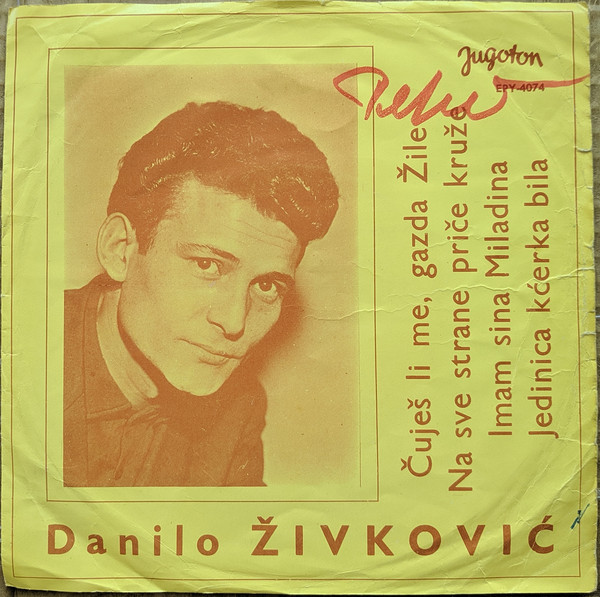 Jugoton
EPY-4074
Čuješ li me, gazda Žile
Na sve strane priče kruže
Imam sina Miladina
Jedinica kćerka bila
Danilo ŽIVKOVIĆ